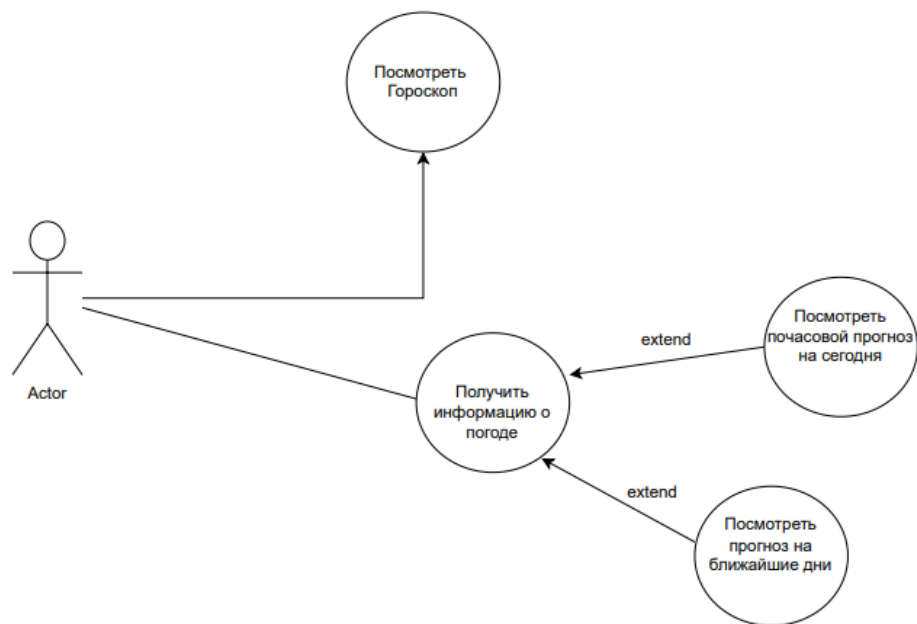 Посмотреть
Гороскоп
Actor
Получить
информацию о
погоде
extend
Посмотреть
почасовой прогноз
на сегодня
extend
Посмотреть
прогноз на
ближайшие дни